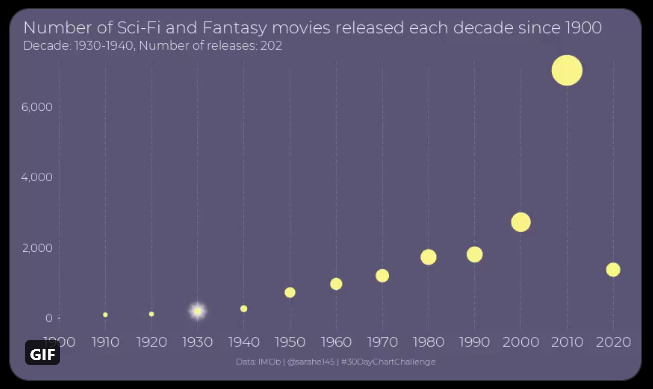 Number of Sci-Fi and Fantasy movies released each decade since 1900
Decade: 1930-1940, Number of releases: 202
6,000
4,000
2,000
0
1900 1910 1920 1930 1940 1950 1960 1970 1980 1990 2000 2010 2020
GIF
Data: IMDb | @sarahe145 | #30DayChartChallenge